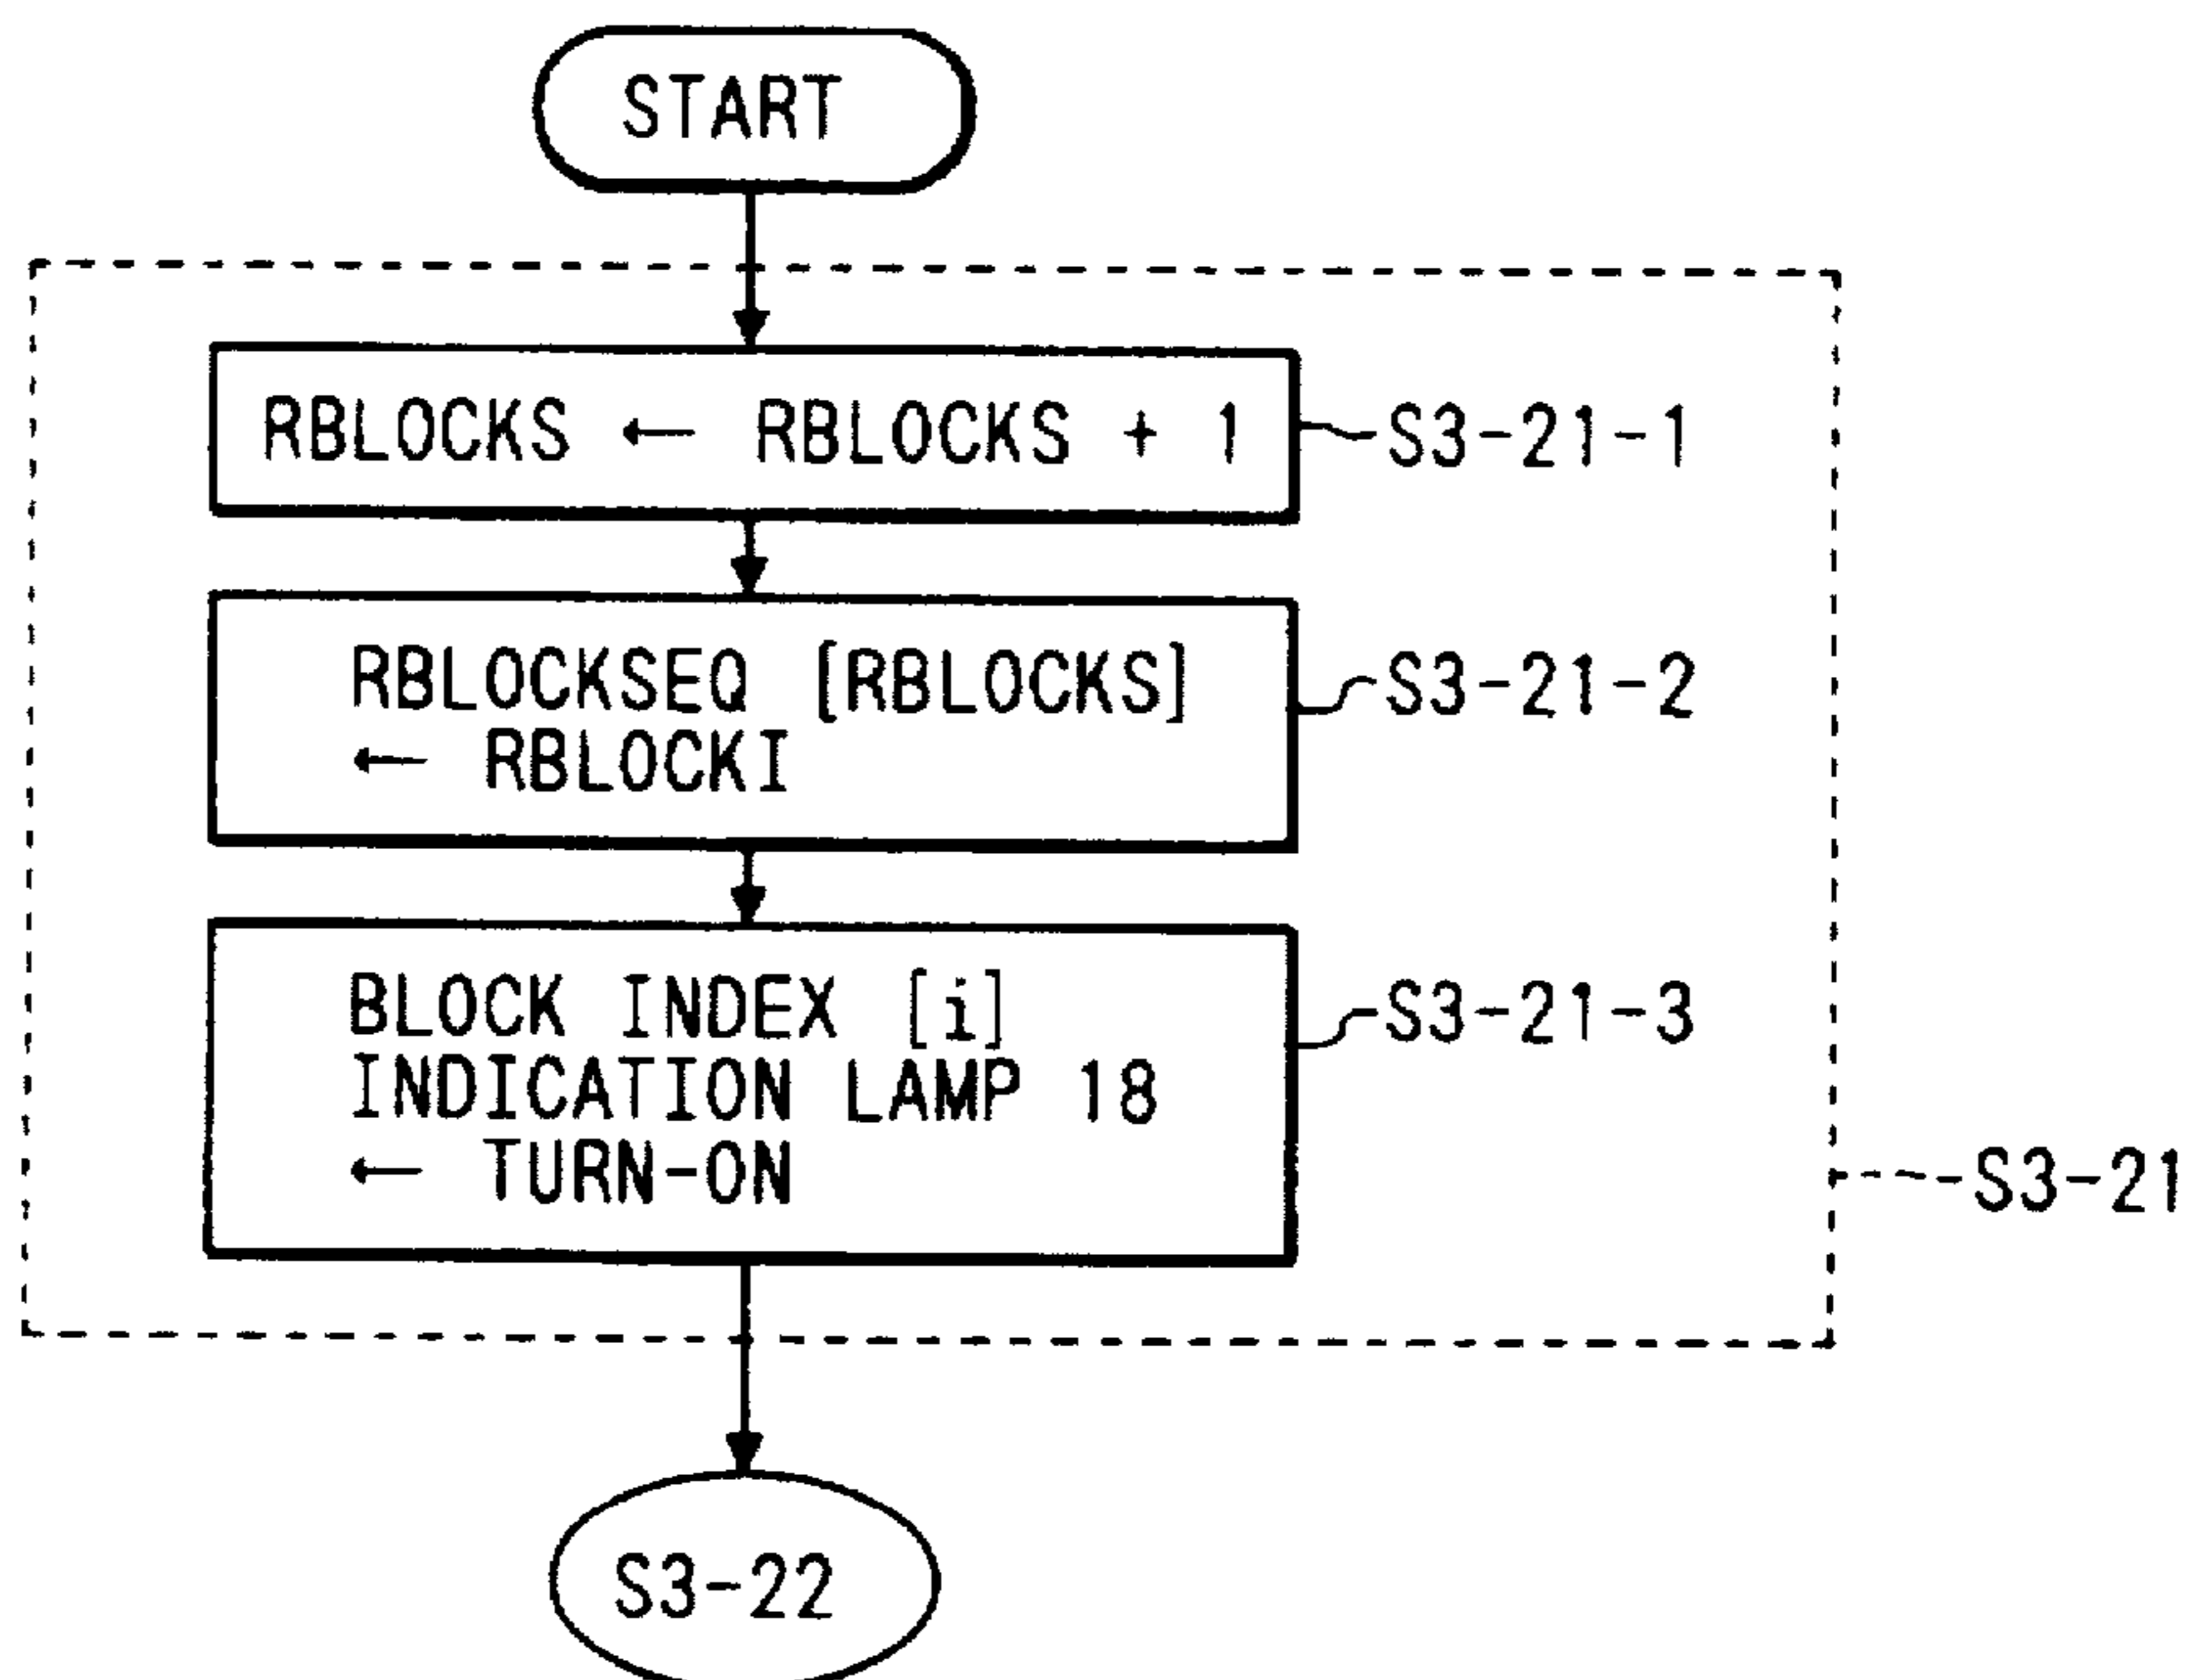 START
RBLOCKS ← RBLOCKS + 1
S3-21-1
RBLOCKSEQ [RBLOCKS]
← RBLOCKI
S3-21-2
BLOCK INDEX [i]
INDICATION LAMP 18
← TURN-ON
S3-21-3
S3-21
S3-22